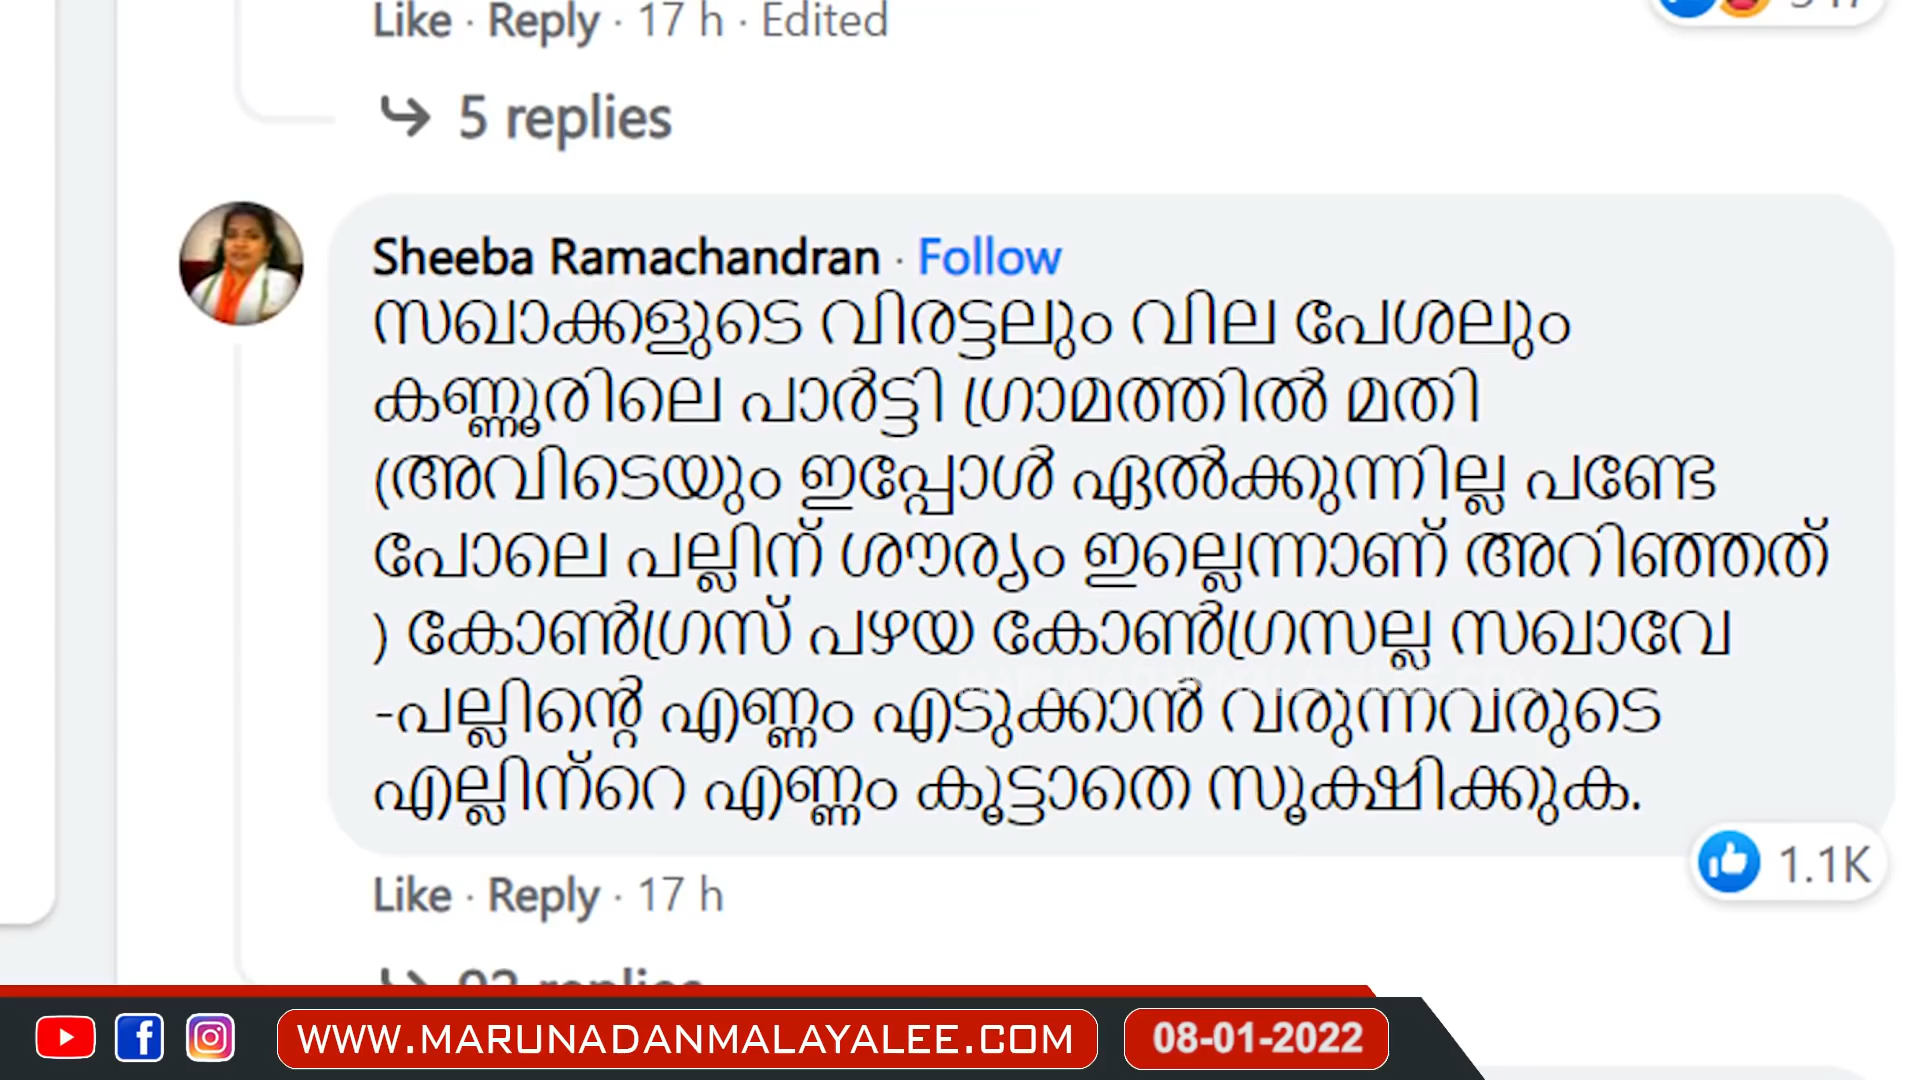 Like · Reply · 17 h · Edited
5 replies
Sheeba Ramachandran · Follow
സഖാക്കളുടെ വിരട്ടലും വില പേശലും
കണ്ണൂരിലെ പാർട്ടി ഗ്രാമത്തിൽ മതി
(അവിടെയും ഇപ്പോൾ ഏൽക്കുന്നില്ല പണ്ടേ
പോലെ പല്ലിന് ശൗര്യം ഇല്ലെന്നാണ് അറിഞ്ഞത്
) കോൺഗ്രസ് പഴയ കോൺഗ്രസല്ല സഖാവേ
-പല്ലിന്റെ എണ്ണം എടുക്കാൻ വരുന്നവരുടെ
എല്ലിന്റെ എണ്ണം കൂട്ടാതെ സൂക്ഷിക്കുക.
1.1K
Like · Reply · 17 h
WWW.MARUNADANMALAYALEE.COM
08-01-2022